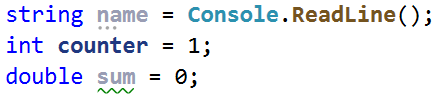 string name = Console.ReadLine();
int counter = 1;
double sum = 0;